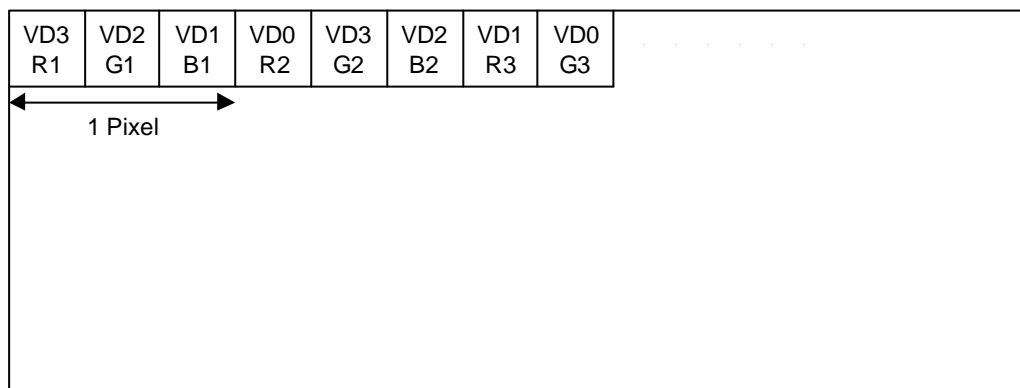 VD3 VD2 VD1 VD0 VD3 VD2 VD1 VD0
R1 G1 B1 R2 G2 B2 R3 G3
1 Pixel